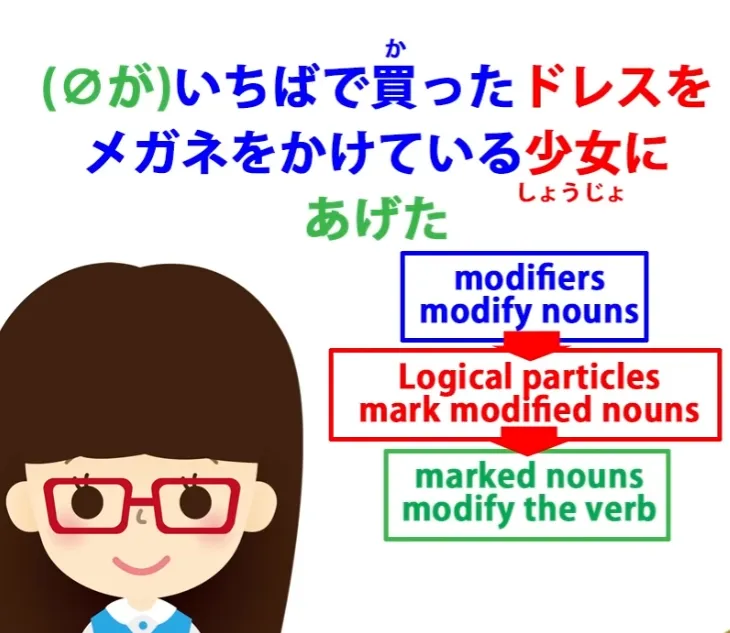 か
(∅が)いちばで買ったドレスを
メガネをかけている少女に
しょうじょ
あげた
modifiers
modify nouns
Logical particles
mark modified nouns
marked nouns
modify the verb